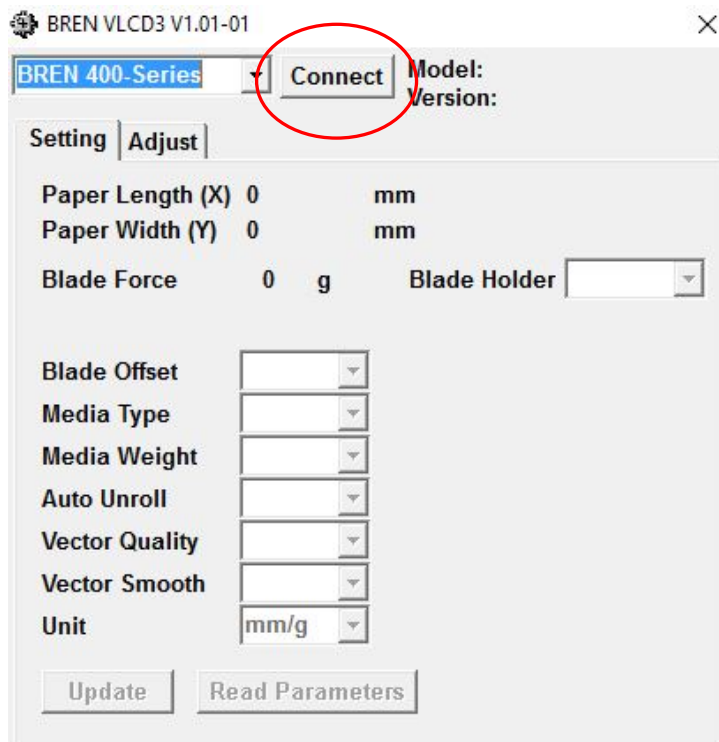 BREN VLCD3 V1.01-01
BREN 400-Series Connect Model:
Version:
Setting Adjust
Paper Length (X) 0 mm
Paper Width (Y) 0 mm
Blade Force 0 g Blade Holder
Blade Offset
Media Type
Media Weight
Auto Unroll
Vector Quality
Vector Smooth
Unit mm/g
Update Read Parameters